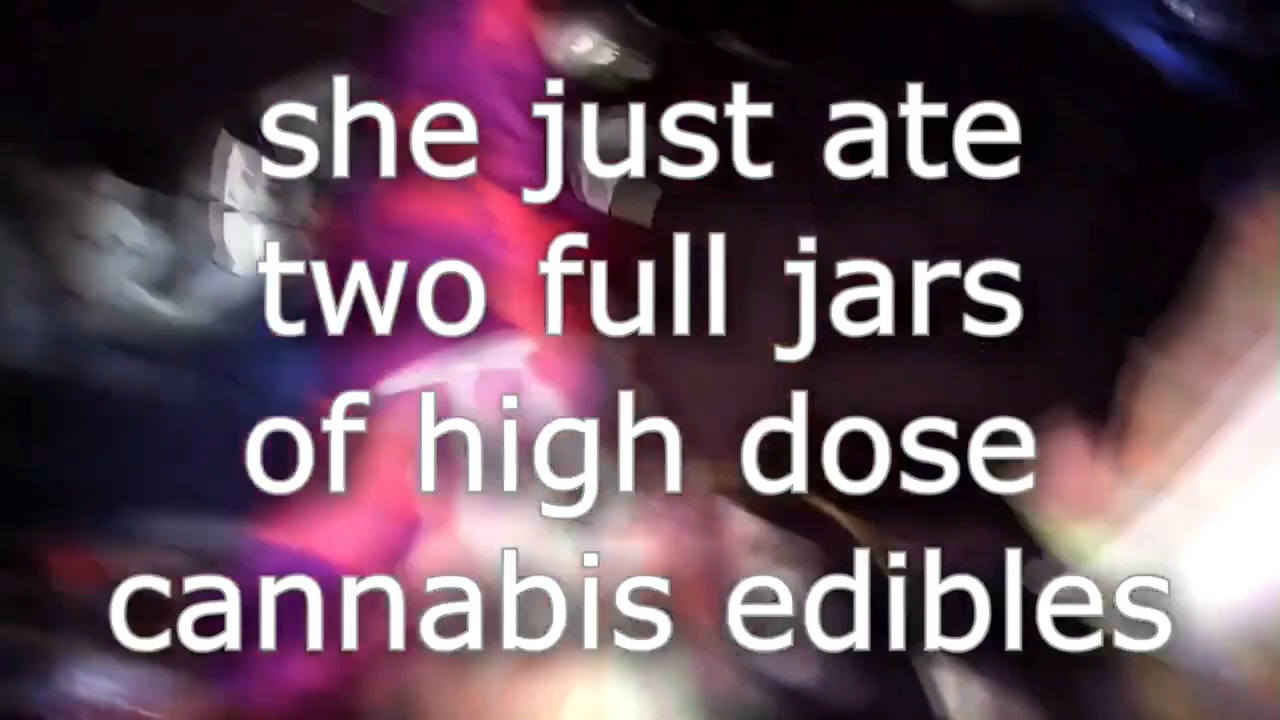 she just ate
two full jars
of high dose
cannabis edibles